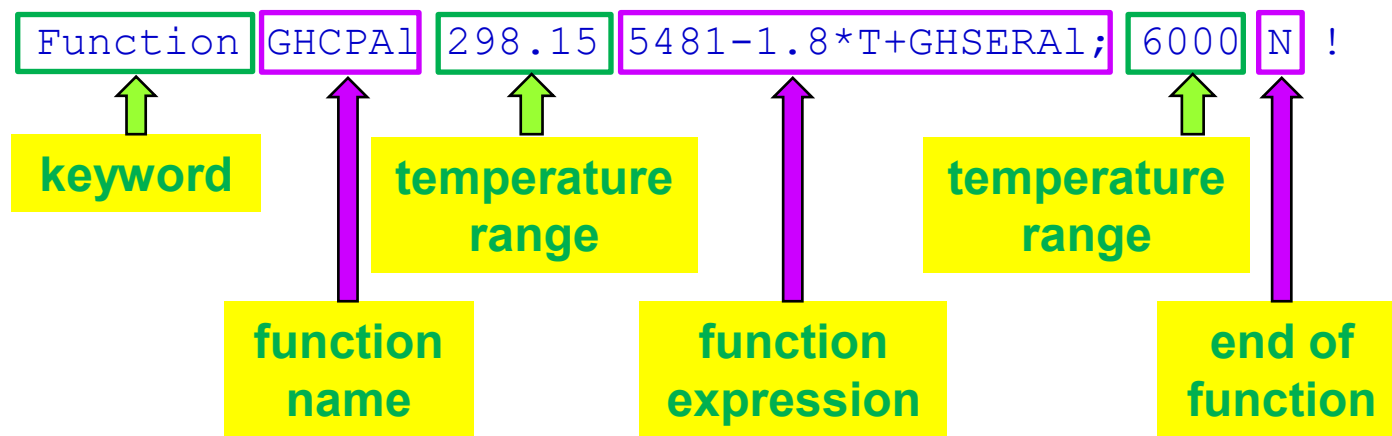 Function GHCPAl 298.15 5481-1.8*T+GHSERAl; 6000 N !
keyword
temperature
range
temperature
range
function
name
function
expression
end of
function